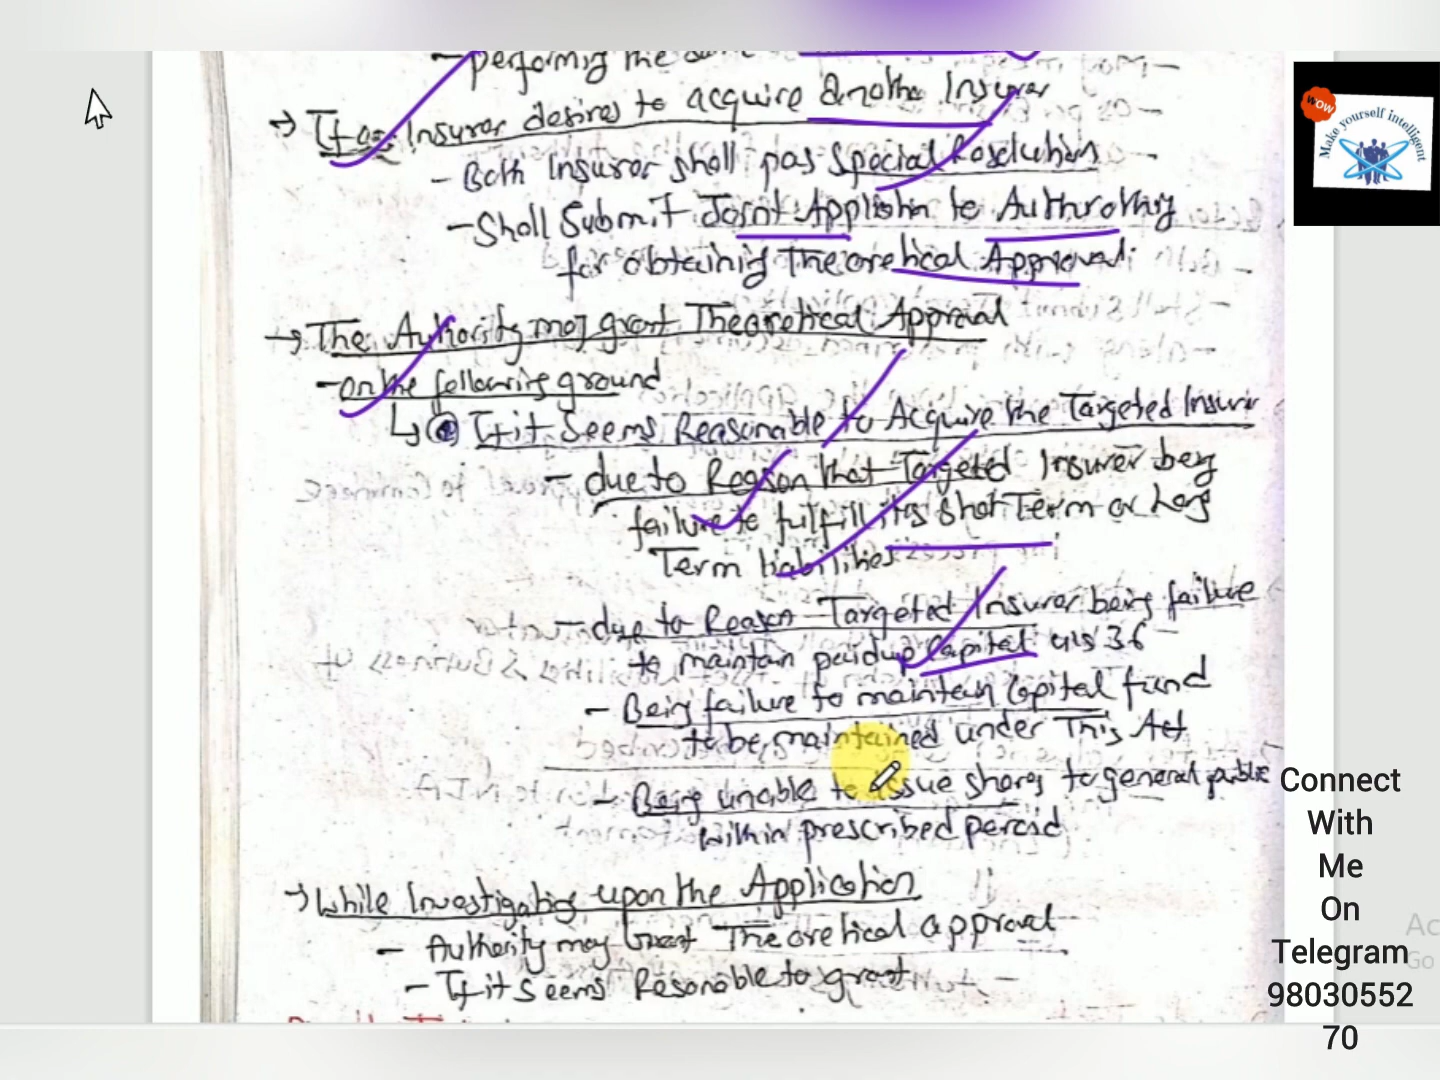 - performing the
→ If an Insurer desires to acquire Another Insurer
- Both Insurer shall pas Special Resolution
- Shall Submit Joint Application to Authority
for obtaining Theoretical Approval.
→ The Authority may grant Theoretical Approval
- on the following ground
↳ If it Seems Reasonable to Acquire the Targeted Insurer
- due to Reason that Targeted Insurer being
failure to fulfill its Short Term or Long
Term liabilities
- due to Reason Targeted Insurer being failure
to maintain paidup Capital u/s 36
- Being failure to maintain Capital fund
to be maintained under This Act
- Being unable to issue shares to general public
within prescribed period
→ While Investigating upon the Application
- Authority may Grant Theoretical approval
- If it Seems Resonable to grant
WOW
Make yourself intelligent
Connect
With
Me
On
Telegram
98030552
70
Ac
Go